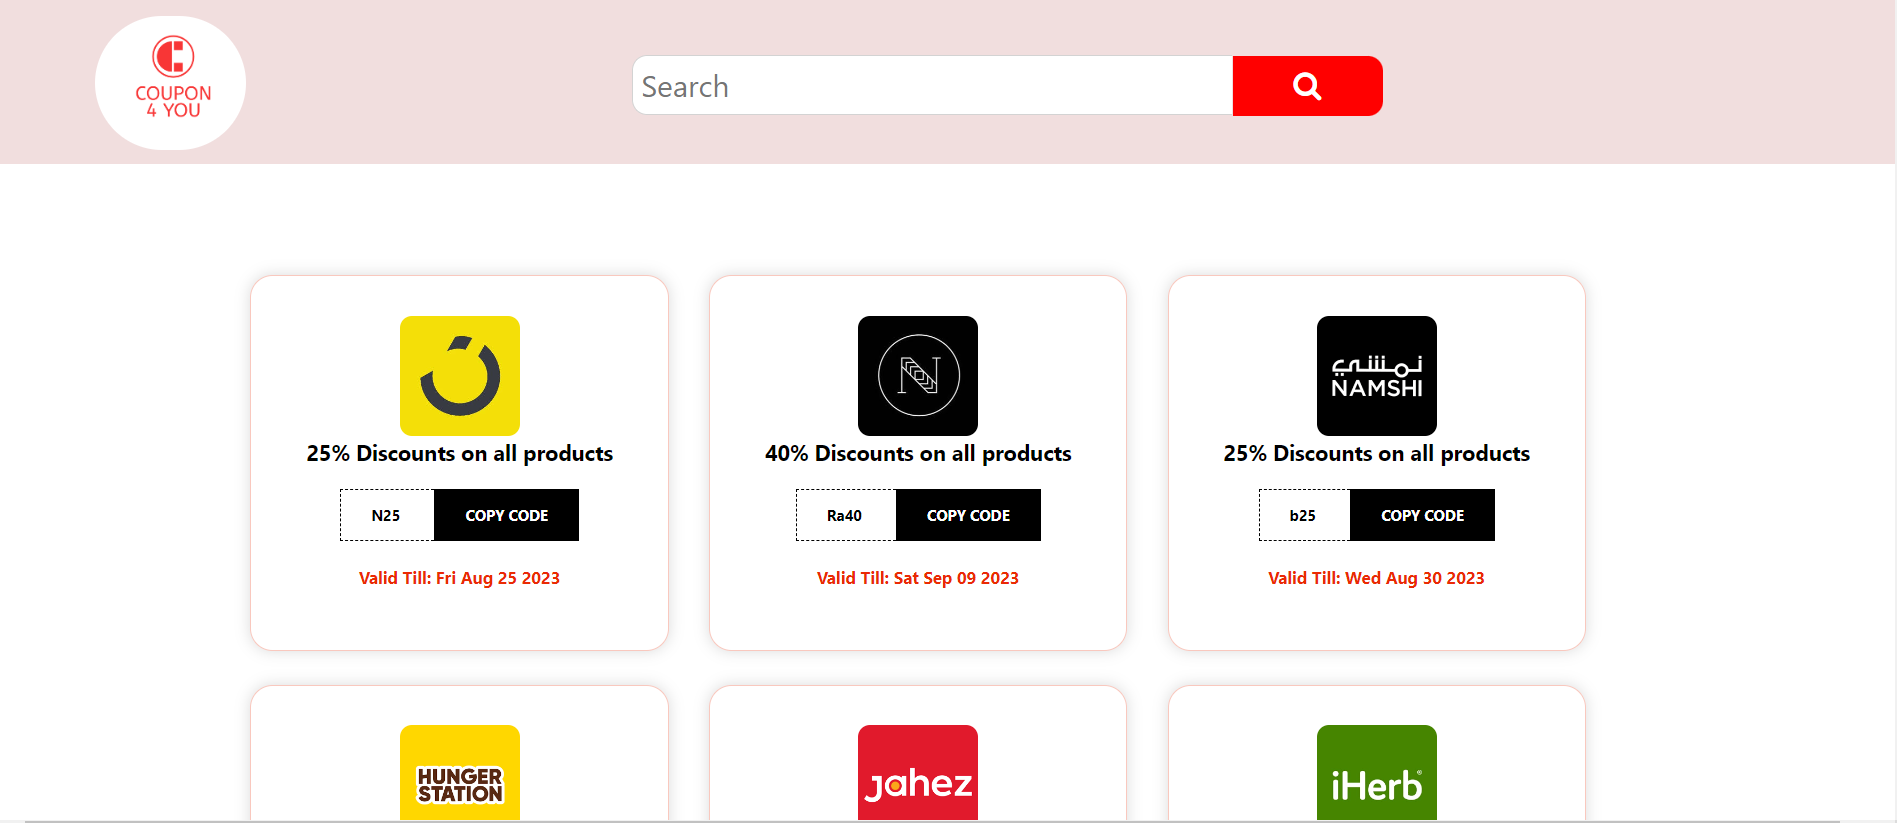 COUPON
4 YOU
Search
نمشي
NAMSHI
25% Discounts on all products
40% Discounts on all products
25% Discounts on all products
N25
COPY CODE
Ra40
COPY CODE
b25
COPY CODE
Valid Till: Fri Aug 25 2023
Valid Till: Sat Sep 09 2023
Valid Till: Wed Aug 30 2023
HUNGER
STATION
Jahez
iHerb®